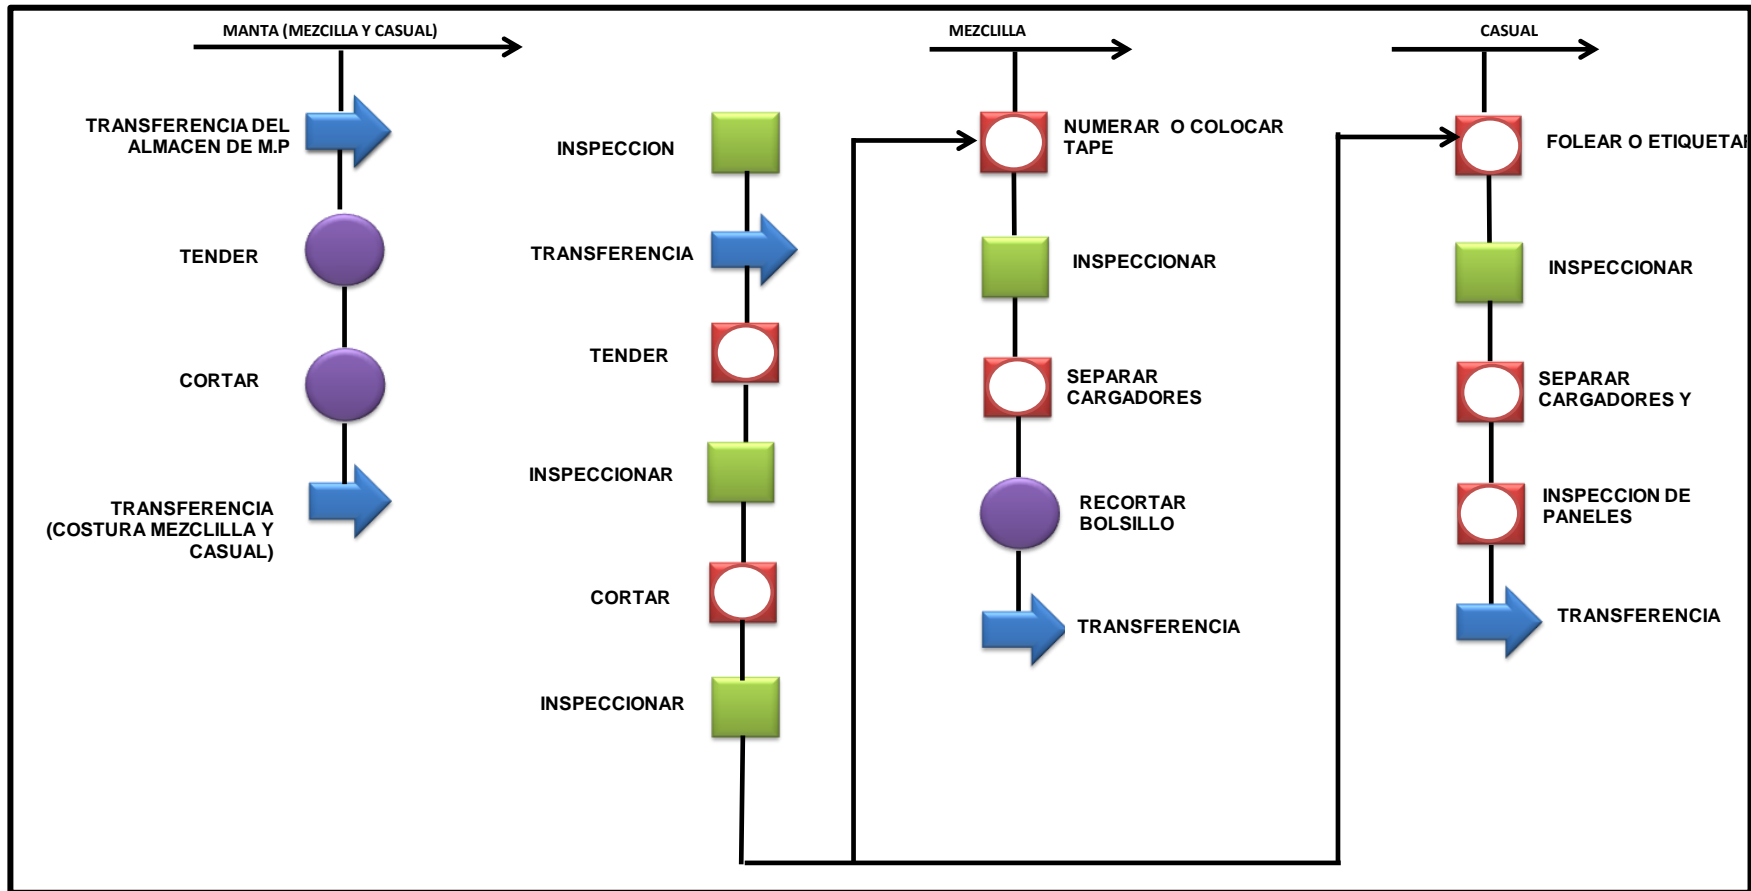 MANTA (MEZCILLA Y CASUAL)
TRANSFERENCIA DEL
ALMACEN DE M.P
TENDER
CORTAR
TRANSFERENCIA
(COSTURA MEZCLILLA Y
CASUAL)
INSPECCION
TRANSFERENCIA
TENDER
INSPECCIONAR
CORTAR
INSPECCIONAR
MEZCLILLA
NUMERAR O COLOCAR
TAPE
INSPECCIONAR
SEPARAR
CARGADORES
RECORTAR
BOLSILLO
TRANSFERENCIA
CASUAL
FOLEAR O ETIQUETAR
INSPECCIONAR
SEPARAR
CARGADORES Y
INSPECCION DE
PANELES
TRANSFERENCIA